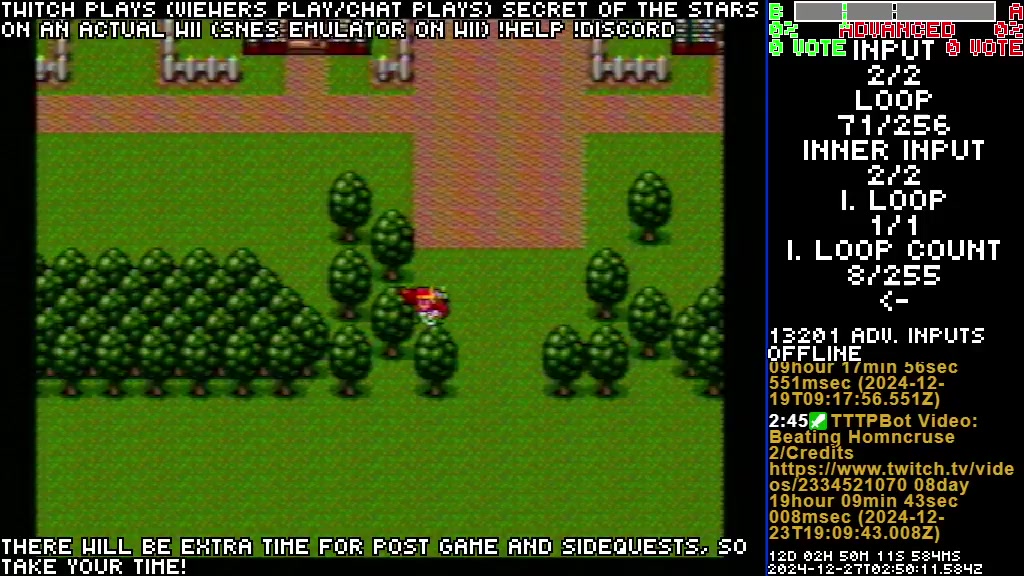 TWITCH PLAYS (VIEWERS PLAY/CHAT PLAYS) SECRET OF THE STARS
ON AN ACTUAL WII (SNES EMULATOR ON WII) !HELP !DISCORD
B A
0% ADVANCED 0%
0 VOTE INPUT 0 VOTE
2/2
LOOP
71/256
INNER INPUT
2/2
I. LOOP
1/1
I. LOOP COUNT
8/255
<-
13201 ADV. INPUTS
OFFLINE
09hour 17min 56sec
551msec (2024-12-
19T09:17:56.551Z)
2:45 TTTPBot Video:
Beating Homncruse
2/Credits
https://www.twitch.tv/vide
os/2334521070 08day
19hour 09min 43sec
008msec (2024-12-
23T19:09:43.008Z)
THERE WILL BE EXTRA TIME FOR POST GAME AND SIDEQUESTS, SO
TAKE YOUR TIME!
12D 02H 50M 11S 584MS
2024-12-27T02:50:11.584Z